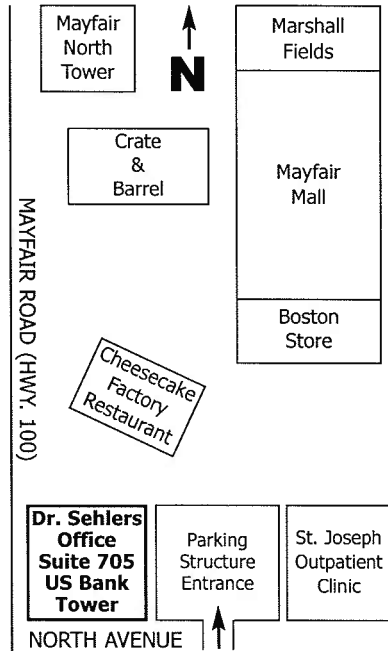 Mayfair
North
Tower
N
Marshall
Fields
Crate
&
Barrel
Mayfair
Mall
MAYFAIR ROAD (HWY. 100)
Boston
Store
Cheesecake
Factory
Restaurant
Dr. Sehlers
Office
Suite 705
US Bank
Tower
Parking
Structure
Entrance
St. Joseph
Outpatient
Clinic
NORTH AVENUE